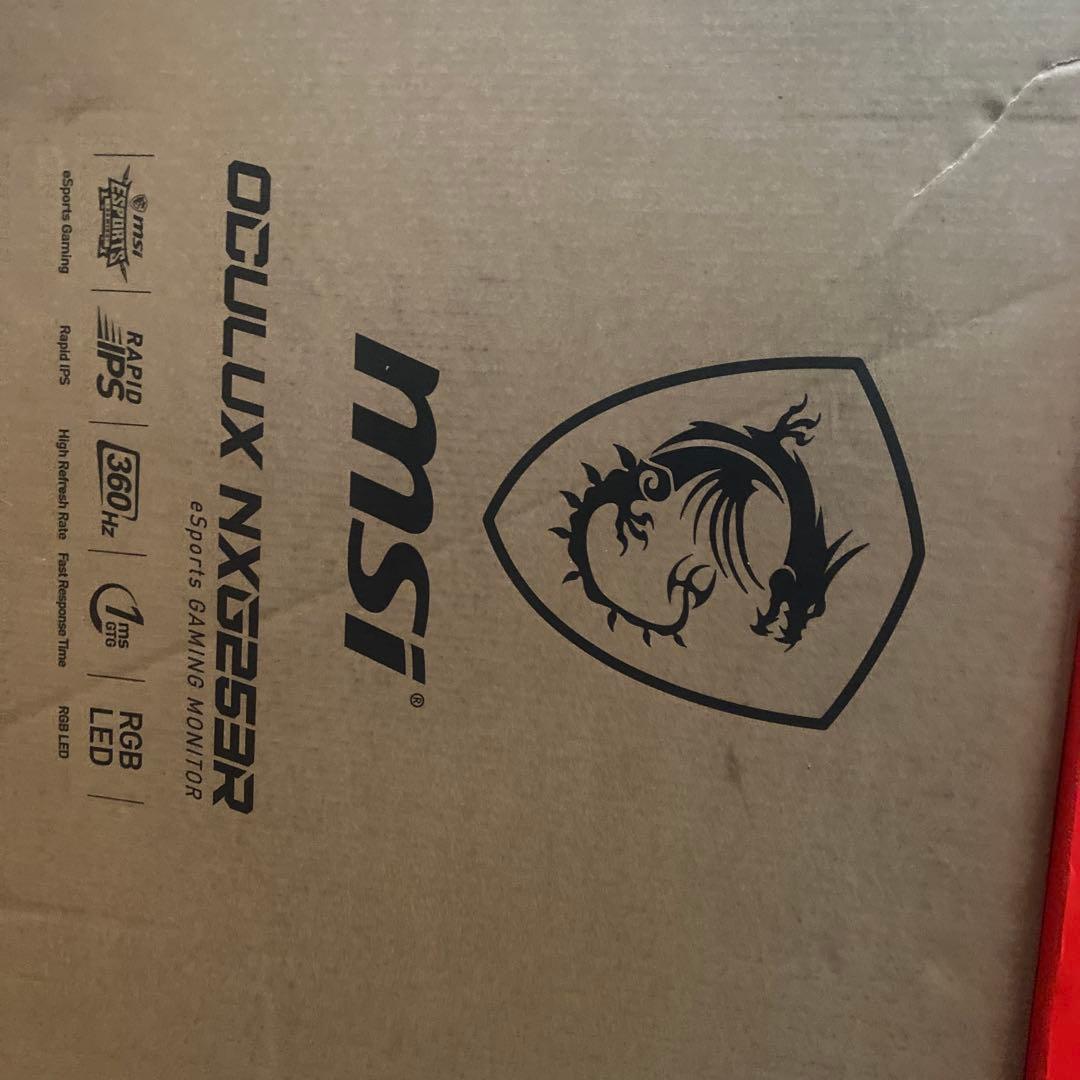 msi®
OCULUX NXG253R
eSports GAMING MONITOR
msi
ESPORTS
RAPID
IPS
360Hz
1ms
GTG
RGB
LED
eSports Gaming
Rapid IPS
High Refresh Rate
Fast Response Time
RGB LED